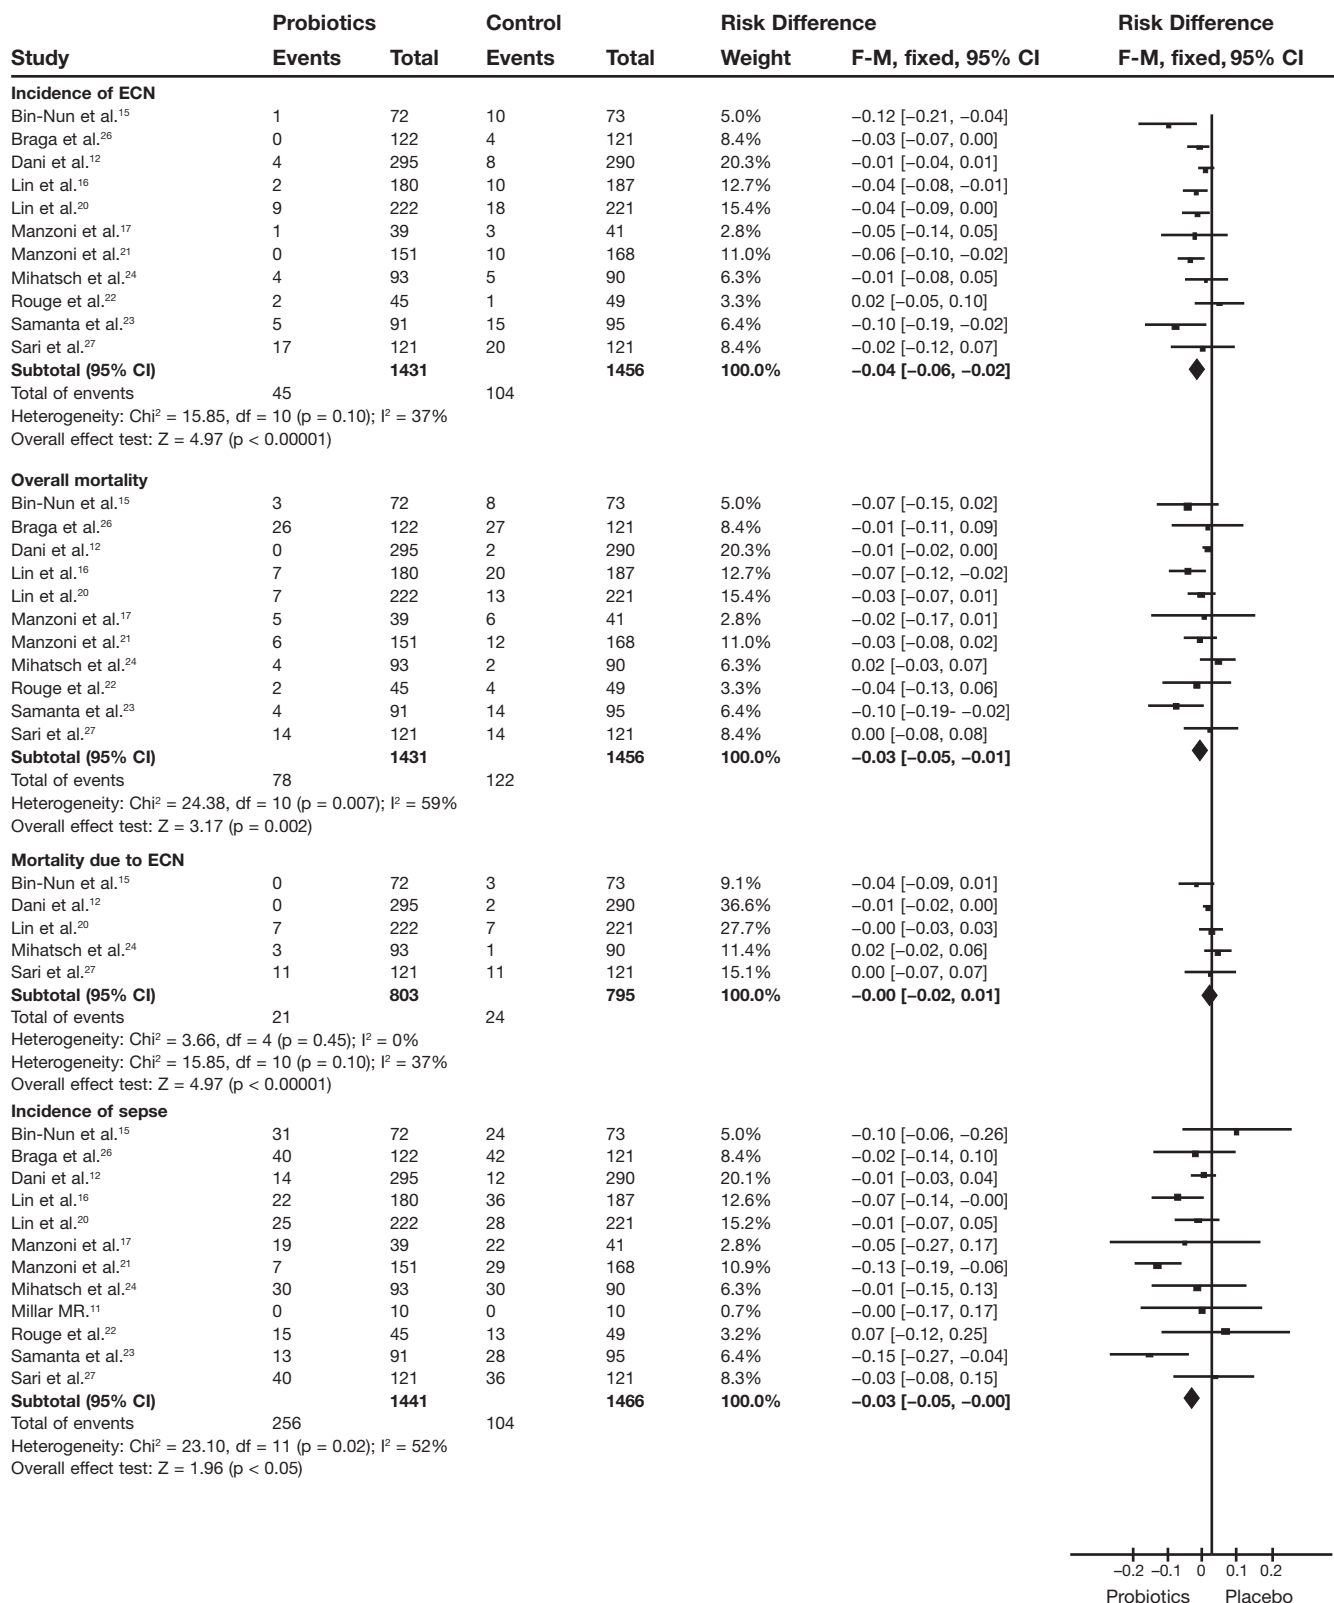 Probiotics Control Risk Difference Risk Difference
Study Events Total Events Total Weight F-M, fixed, 95% CI F-M, fixed, 95% CI
Incidence of ECN
Bin-Nun et al.15 1 72 10 73 5.0% −0.12 [−0.21, −0.04]
Braga et al.26 0 122 4 121 8.4% −0.03 [−0.07, 0.00]
Dani et al.12 4 295 8 290 20.3% −0.01 [−0.04, 0.01]
Lin et al.16 2 180 10 187 12.7% −0.04 [−0.08, −0.01]
Lin et al.20 9 222 18 221 15.4% −0.04 [−0.09, 0.00]
Manzoni et al.17 1 39 3 41 2.8% −0.05 [−0.14, 0.05]
Manzoni et al.21 0 151 10 168 11.0% −0.06 [−0.10, −0.02]
Mihatsch et al.24 4 93 5 90 6.3% −0.01 [−0.08, 0.05]
Rouge et al.22 2 45 1 49 3.3% 0.02 [−0.05, 0.10]
Samanta et al.23 5 91 15 95 6.4% −0.10 [−0.19, −0.02]
Sari et al.27 17 121 20 121 8.4% −0.02 [−0.12, 0.07]
Subtotal (95% CI) 1431 1456 100.0% −0.04 [−0.06, −0.02]
Total of envents 45 104
Heterogeneity: Chi² = 15.85, df = 10 (p = 0.10); I² = 37%
Overall effect test: Z = 4.97 (p < 0.00001)
Overall mortality
Bin-Nun et al.15 3 72 8 73 5.0% −0.07 [−0.15, 0.02]
Braga et al.26 26 122 27 121 8.4% −0.01 [−0.11, 0.09]
Dani et al.12 0 295 2 290 20.3% −0.01 [−0.02, 0.00]
Lin et al.16 7 180 20 187 12.7% −0.07 [−0.12, −0.02]
Lin et al.20 7 222 13 221 15.4% −0.03 [−0.07, 0.01]
Manzoni et al.17 5 39 6 41 2.8% −0.02 [−0.17, 0.01]
Manzoni et al.21 6 151 12 168 11.0% −0.03 [−0.08, 0.02]
Mihatsch et al.24 4 93 2 90 6.3% 0.02 [−0.03, 0.07]
Rouge et al.22 2 45 4 49 3.3% −0.04 [−0.13, 0.06]
Samanta et al.23 4 91 14 95 6.4% −0.10 [−0.19- −0.02]
Sari et al.27 14 121 14 121 8.4% 0.00 [−0.08, 0.08]
Subtotal (95% CI) 1431 1456 100.0% −0.03 [−0.05, −0.01]
Total of events 78 122
Heterogeneity: Chi² = 24.38, df = 10 (p = 0.007); I² = 59%
Overall effect test: Z = 3.17 (p = 0.002)
Mortality due to ECN
Bin-Nun et al.15 0 72 3 73 9.1% −0.04 [−0.09, 0.01]
Dani et al.12 0 295 2 290 36.6% −0.01 [−0.02, 0.00]
Lin et al.20 7 222 7 221 27.7% −0.00 [−0.03, 0.03]
Mihatsch et al.24 3 93 1 90 11.4% 0.02 [−0.02, 0.06]
Sari et al.27 11 121 11 121 15.1% 0.00 [−0.07, 0.07]
Subtotal (95% CI) 803 795 100.0% −0.00 [−0.02, 0.01]
Total of events 21 24
Heterogeneity: Chi² = 3.66, df = 4 (p = 0.45); I² = 0%
Heterogeneity: Chi² = 15.85, df = 10 (p = 0.10); I² = 37%
Overall effect test: Z = 4.97 (p < 0.00001)
Incidence of sepse
Bin-Nun et al.15 31 72 24 73 5.0% −0.10 [−0.06, −0.26]
Braga et al.26 40 122 42 121 8.4% −0.02 [−0.14, 0.10]
Dani et al.12 14 295 12 290 20.1% −0.01 [−0.03, 0.04]
Lin et al.16 22 180 36 187 12.6% −0.07 [−0.14, −0.00]
Lin et al.20 25 222 28 221 15.2% −0.01 [−0.07, 0.05]
Manzoni et al.17 19 39 22 41 2.8% −0.05 [−0.27, 0.17]
Manzoni et al.21 7 151 29 168 10.9% −0.13 [−0.19, −0.06]
Mihatsch et al.24 30 93 30 90 6.3% −0.01 [−0.15, 0.13]
Millar MR.11 0 10 0 10 0.7% −0.00 [−0.17, 0.17]
Rouge et al.22 15 45 13 49 3.2% 0.07 [−0.12, 0.25]
Samanta et al.23 13 91 28 95 6.4% −0.15 [−0.27, −0.04]
Sari et al.27 40 121 36 121 8.3% −0.03 [−0.08, 0.15]
Subtotal (95% CI) 1441 1466 100.0% −0.03 [−0.05, −0.00]
Total of envents 256 104
Heterogeneity: Chi² = 23.10, df = 11 (p = 0.02); I² = 52%
Overall effect test: Z = 1.96 (p < 0.05)
−0.2 −0.1 0 0.1 0.2
Probiotics Placebo